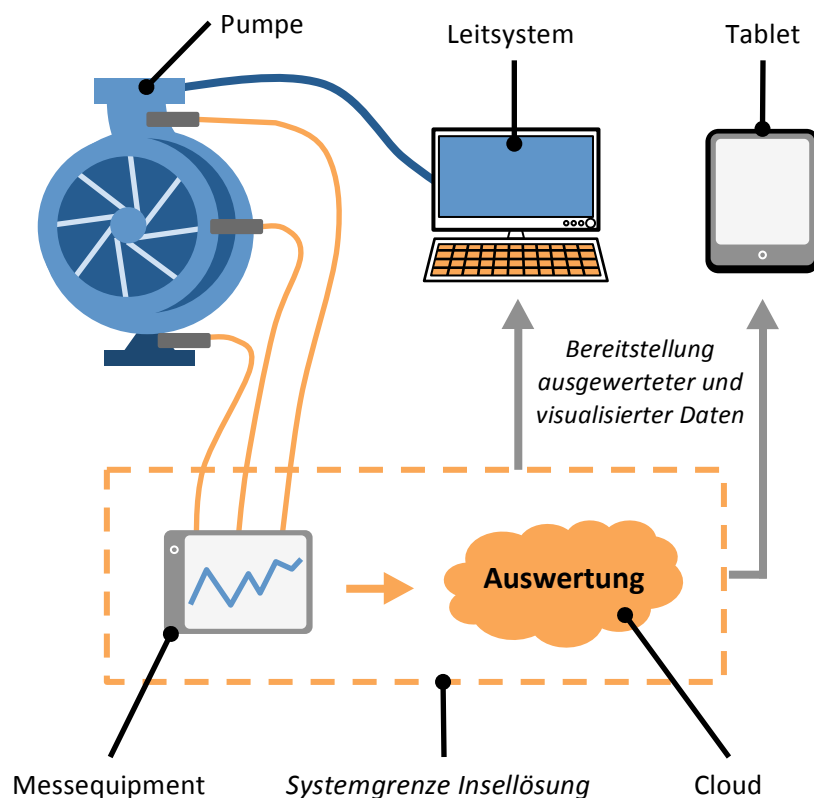 Pumpe
Leitsystem
Tablet
Bereitstellung
ausgewerteter und
visualisierter Daten
Auswertung
Messequipment
Systemgrenze Insellösung
Cloud